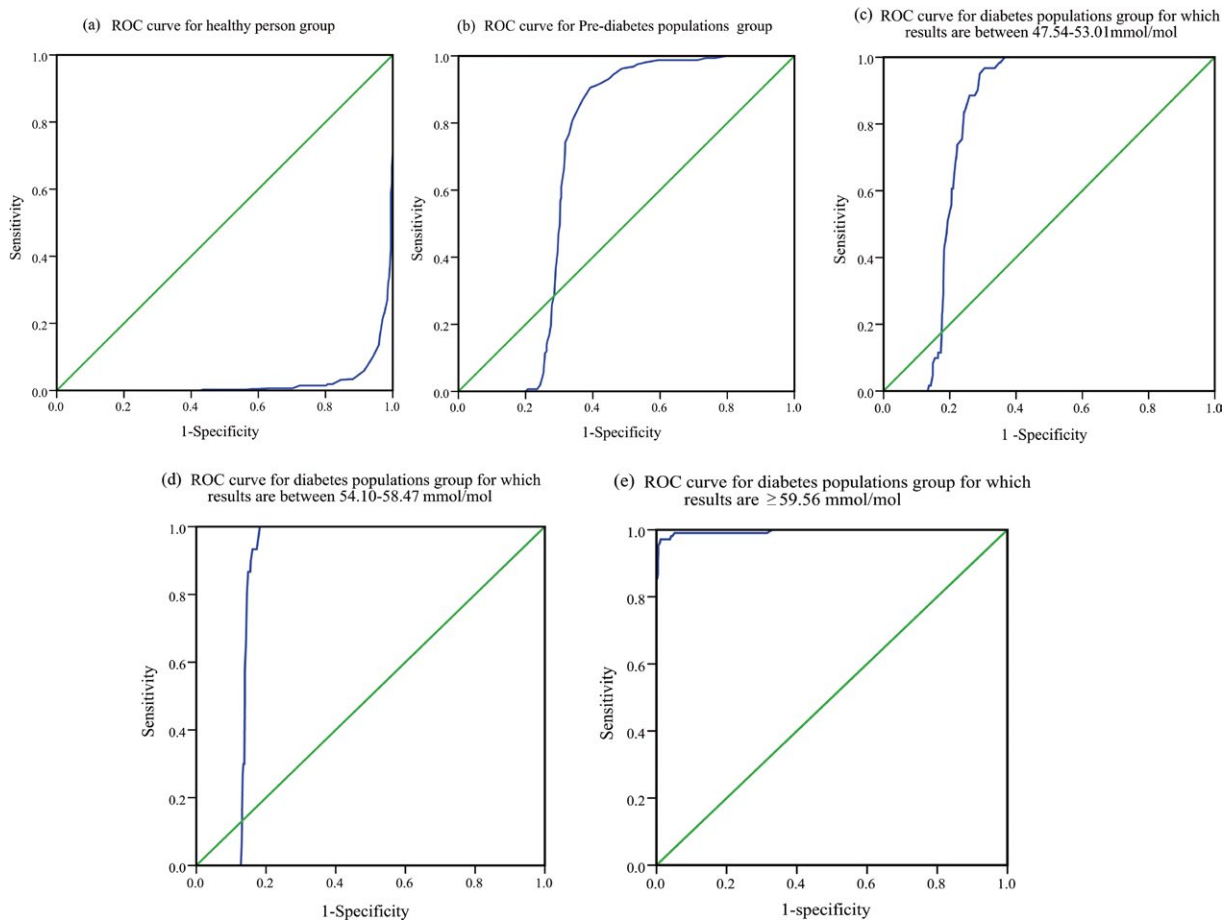 (a) ROC curve for healthy person group
1.0
0.8
0.6
0.4
0.2
0.0
Sensitivity
0.0 0.2 0.4 0.6 0.8 1.0
1-Specificity
(b) ROC curve for Pre-diabetes populations group
1.0
0.8
0.6
0.4
0.2
0.0
Sensitivity
0.0 0.2 0.4 0.6 0.8 1.0
1-Specificity
(c) ROC curve for diabetes populations group for which
results are between 47.54-53.01mmol/mol
1.0
0.8
0.6
0.4
0.2
0.0
Sensitivity
0.0 0.2 0.4 0.6 0.8 1.0
1 -Specificity
(d) ROC curve for diabetes populations group for which
results are between 54.10-58.47 mmol/mol
1.0
0.8
0.6
0.4
0.2
0.0
Sensitivity
0.0 0.2 0.4 0.6 0.8 1.0
1-Specificity
(e) ROC curve for diabetes populations group for which
results are ≥59.56 mmol/mol
1.0
0.8
0.6
0.4
0.2
0.0
Sensitivity
0.0 0.2 0.4 0.6 0.8 1.0
1-specificity